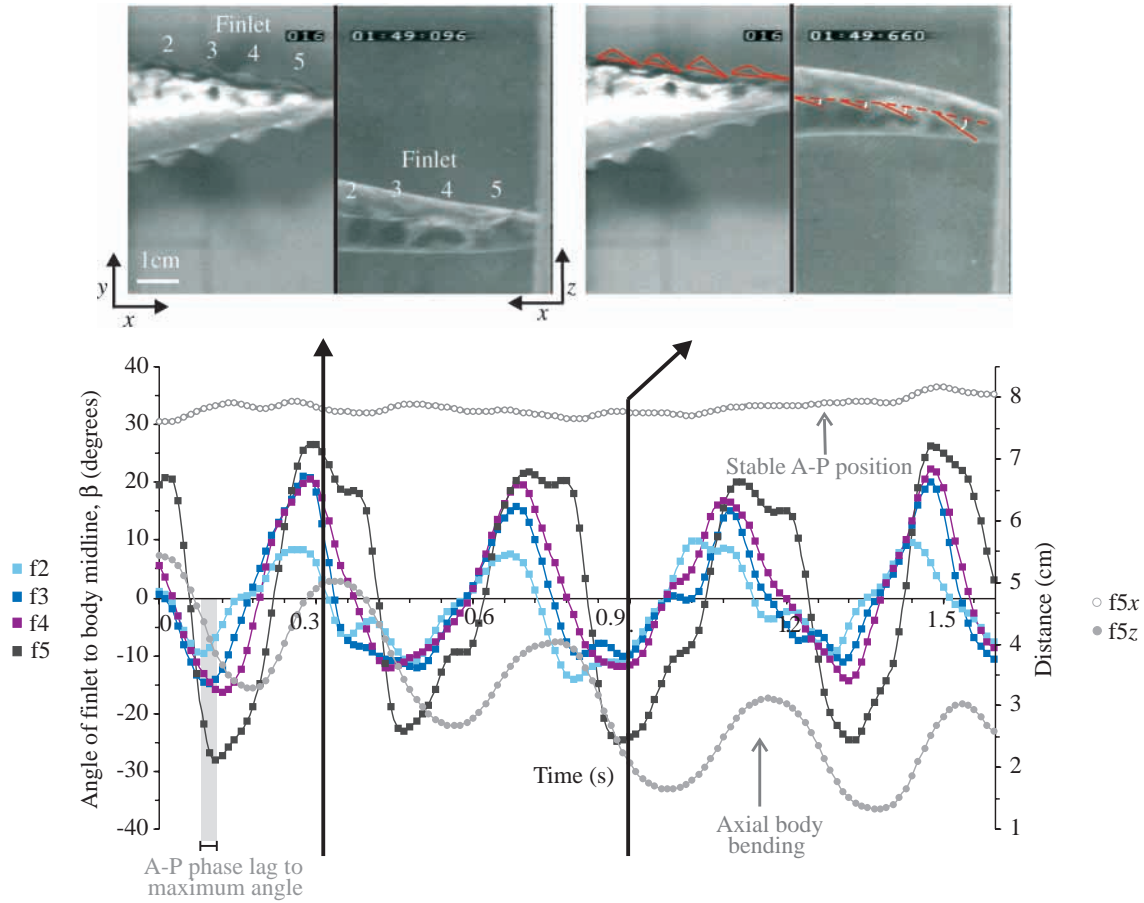 Finlet
2 3 4 5
016
01:49:096
Finlet
2 3 4 5
1cm
y
x
z
x
016
01:49:660
Angle of finlet to body midline, β (degrees)
40
30
20
10
0
-10
-20
-30
-40
.0
0.3
0.6
0.9
1.2
1.5
Time (s)
8
7
6
5
4
3
2
1
Distance (cm)
f2
f3
f4
f5
f5x
f5z
Stable A-P position
Axial body
bending
A-P phase lag to
maximum angle